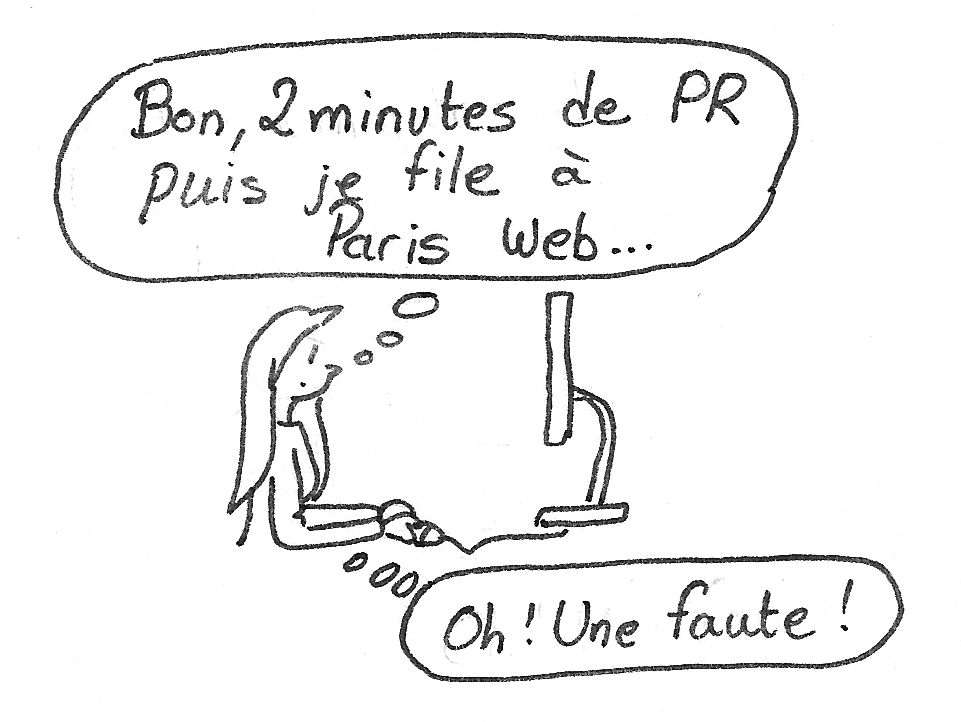 Bon, 2 minutes de PR
puis je file à
Paris Web...
Oh! Une faute!